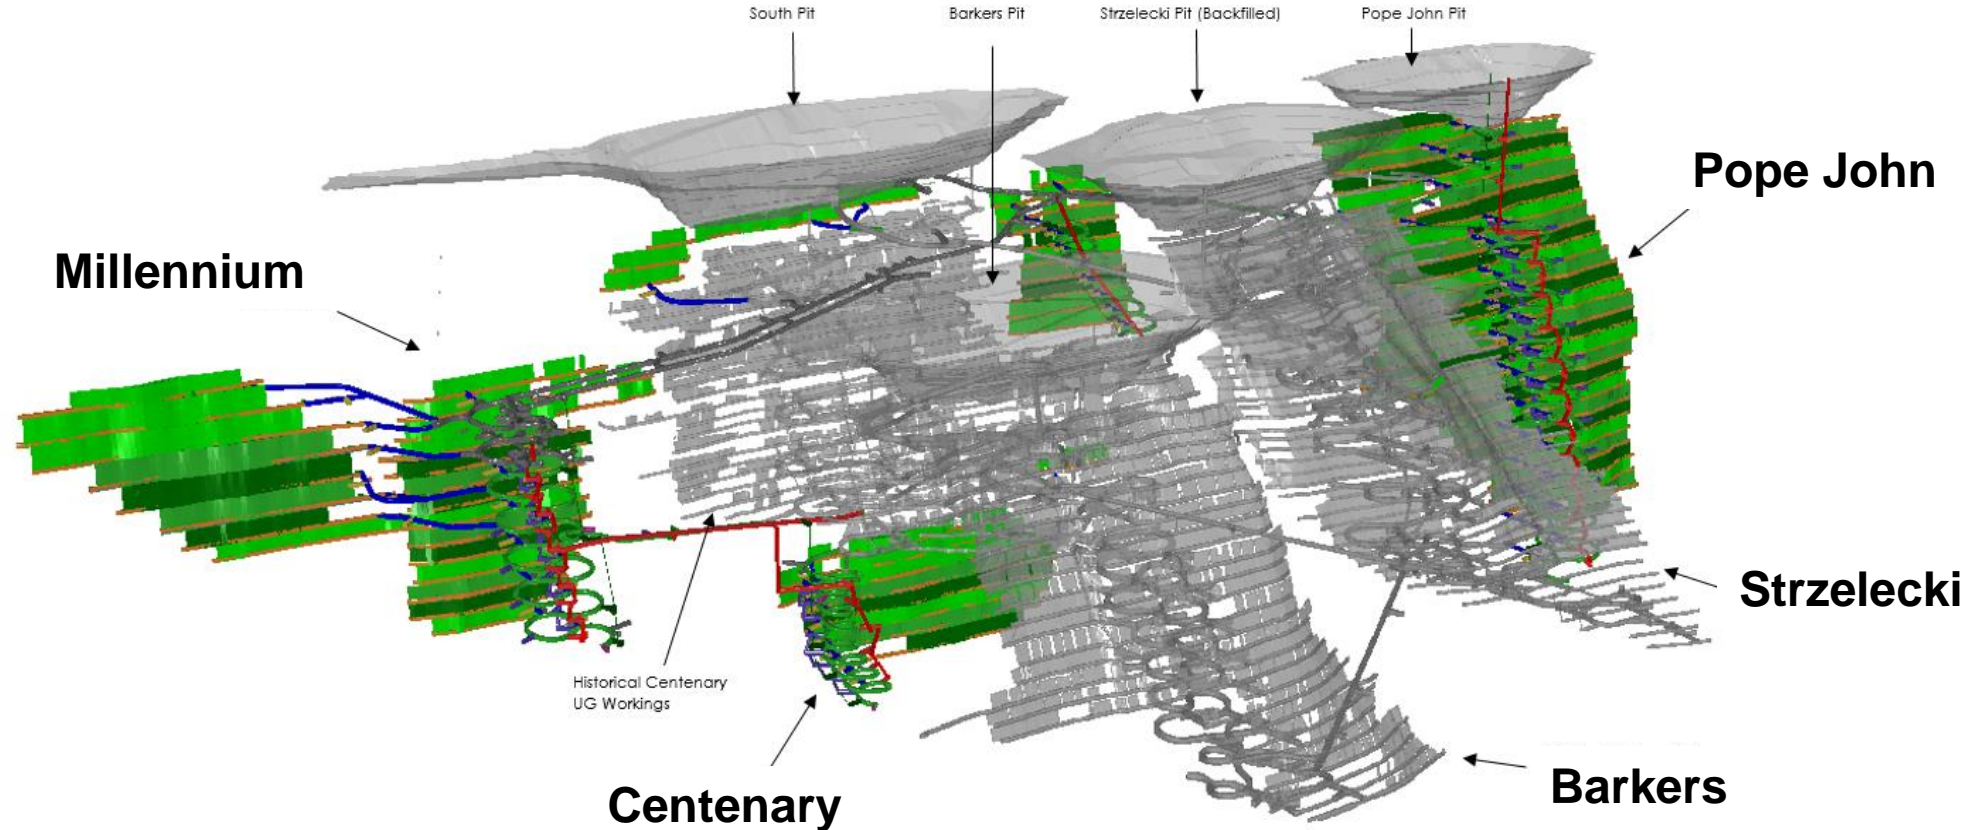 South Pit
Barkers Pit
Strzelecki Pit (Backfilled)
Pope John Pit
Pope John
Millennium
Strzelecki
Historical Centenary
UG Workings
Centenary
Barkers